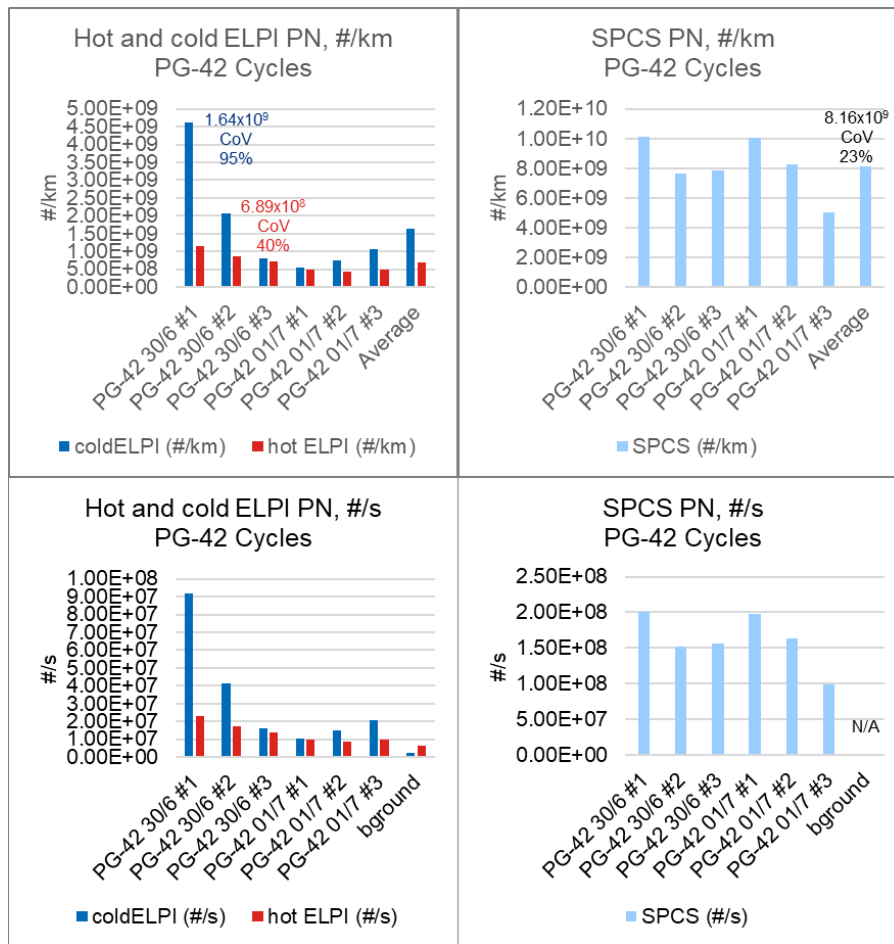 Hot and cold ELPI PN, #/km
PG-42 Cycles
#/km
5.00E+09
4.50E+09
4.00E+09
3.50E+09
3.00E+09
2.50E+09
2.00E+09
1.50E+09
1.00E+09
5.00E+08
0.00E+00
1.64x10⁹
CoV
95%
6.89x10⁸
CoV
40%
PG-42 30/6 #1
PG-42 30/6 #2
PG-42 30/6 #3
PG-42 01/7 #1
PG-42 01/7 #2
PG-42 01/7 #3
Average
coldELPI (#/km)
hot ELPI (#/km)
SPCS PN, #/km
PG-42 Cycles
#/km
1.20E+10
1.00E+10
8.00E+09
6.00E+09
4.00E+09
2.00E+09
0.00E+00
8.16x10⁹
CoV
23%
PG-42 30/6 #1
PG-42 30/6 #2
PG-42 30/6 #3
PG-42 01/7 #1
PG-42 01/7 #2
PG-42 01/7 #3
Average
SPCS (#/km)
Hot and cold ELPI PN, #/s
PG-42 Cycles
#/s
1.00E+08
9.00E+07
8.00E+07
7.00E+07
6.00E+07
5.00E+07
4.00E+07
3.00E+07
2.00E+07
1.00E+07
0.00E+00
PG-42 30/6 #1
PG-42 30/6 #2
PG-42 30/6 #3
PG-42 01/7 #1
PG-42 01/7 #2
PG-42 01/7 #3
bground
coldELPI (#/s)
hot ELPI (#/s)
SPCS PN, #/s
PG-42 Cycles
#/s
2.50E+08
2.00E+08
1.50E+08
1.00E+08
5.00E+07
0.00E+00
N/A
PG-42 30/6 #1
PG-42 30/6 #2
PG-42 30/6 #3
PG-42 01/7 #1
PG-42 01/7 #2
PG-42 01/7 #3
bground
SPCS (#/s)